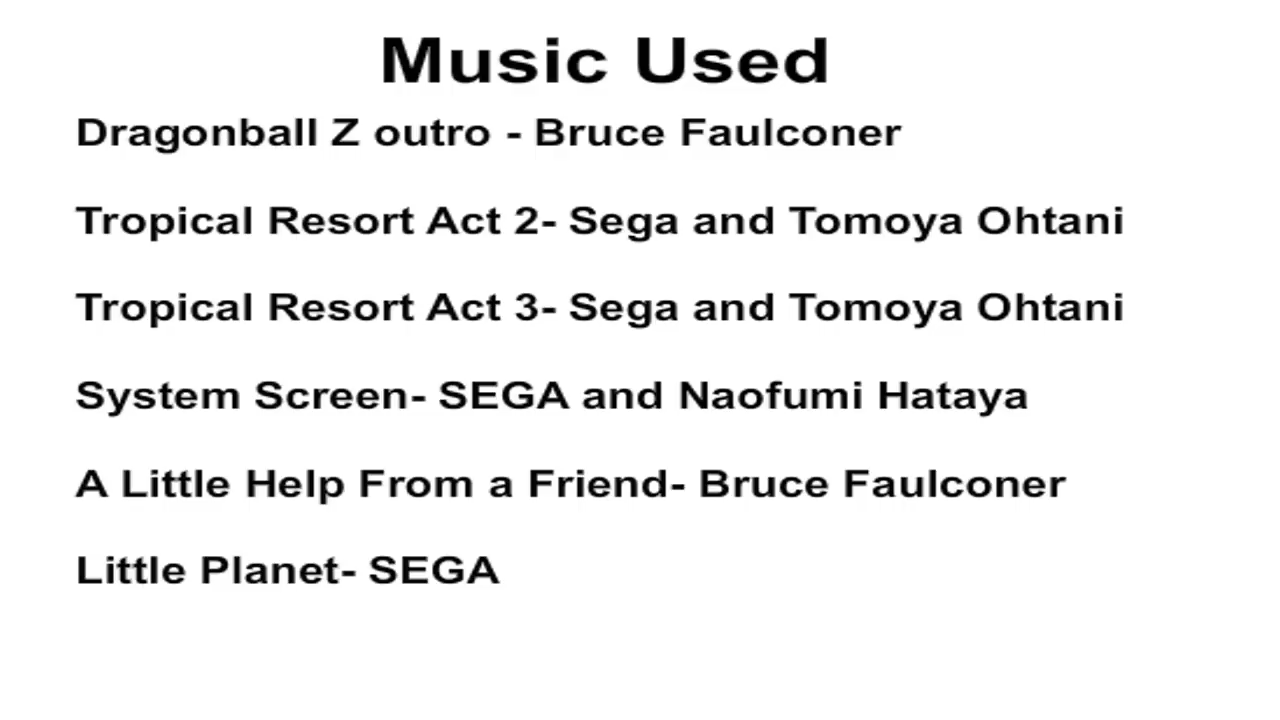 Music Used
Dragonball Z outro - Bruce Faulconer
Tropical Resort Act 2- Sega and Tomoya Ohtani
Tropical Resort Act 3- Sega and Tomoya Ohtani
System Screen- SEGA and Naofumi Hataya
A Little Help From a Friend- Bruce Faulconer
Little Planet- SEGA